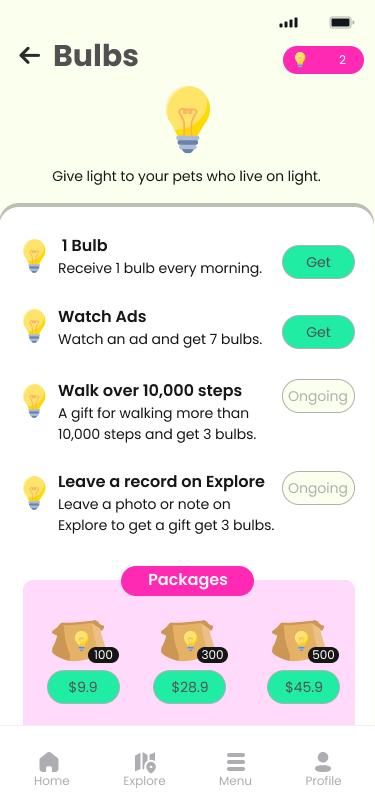 Bulbs
2
Give light to your pets who live on light.
1 Bulb
Receive 1 bulb every morning.
Get
Watch Ads
Watch an ad and get 7 bulbs.
Get
Walk over 10,000 steps
A gift for walking more than
10,000 steps and get 3 bulbs.
Ongoing
Leave a record on Explore
Leave a photo or note on
Explore to get a gift get 3 bulbs.
Ongoing
Packages
100
300
500
$9.9
$28.9
$45.9
Home
Explore
Menu
Profile